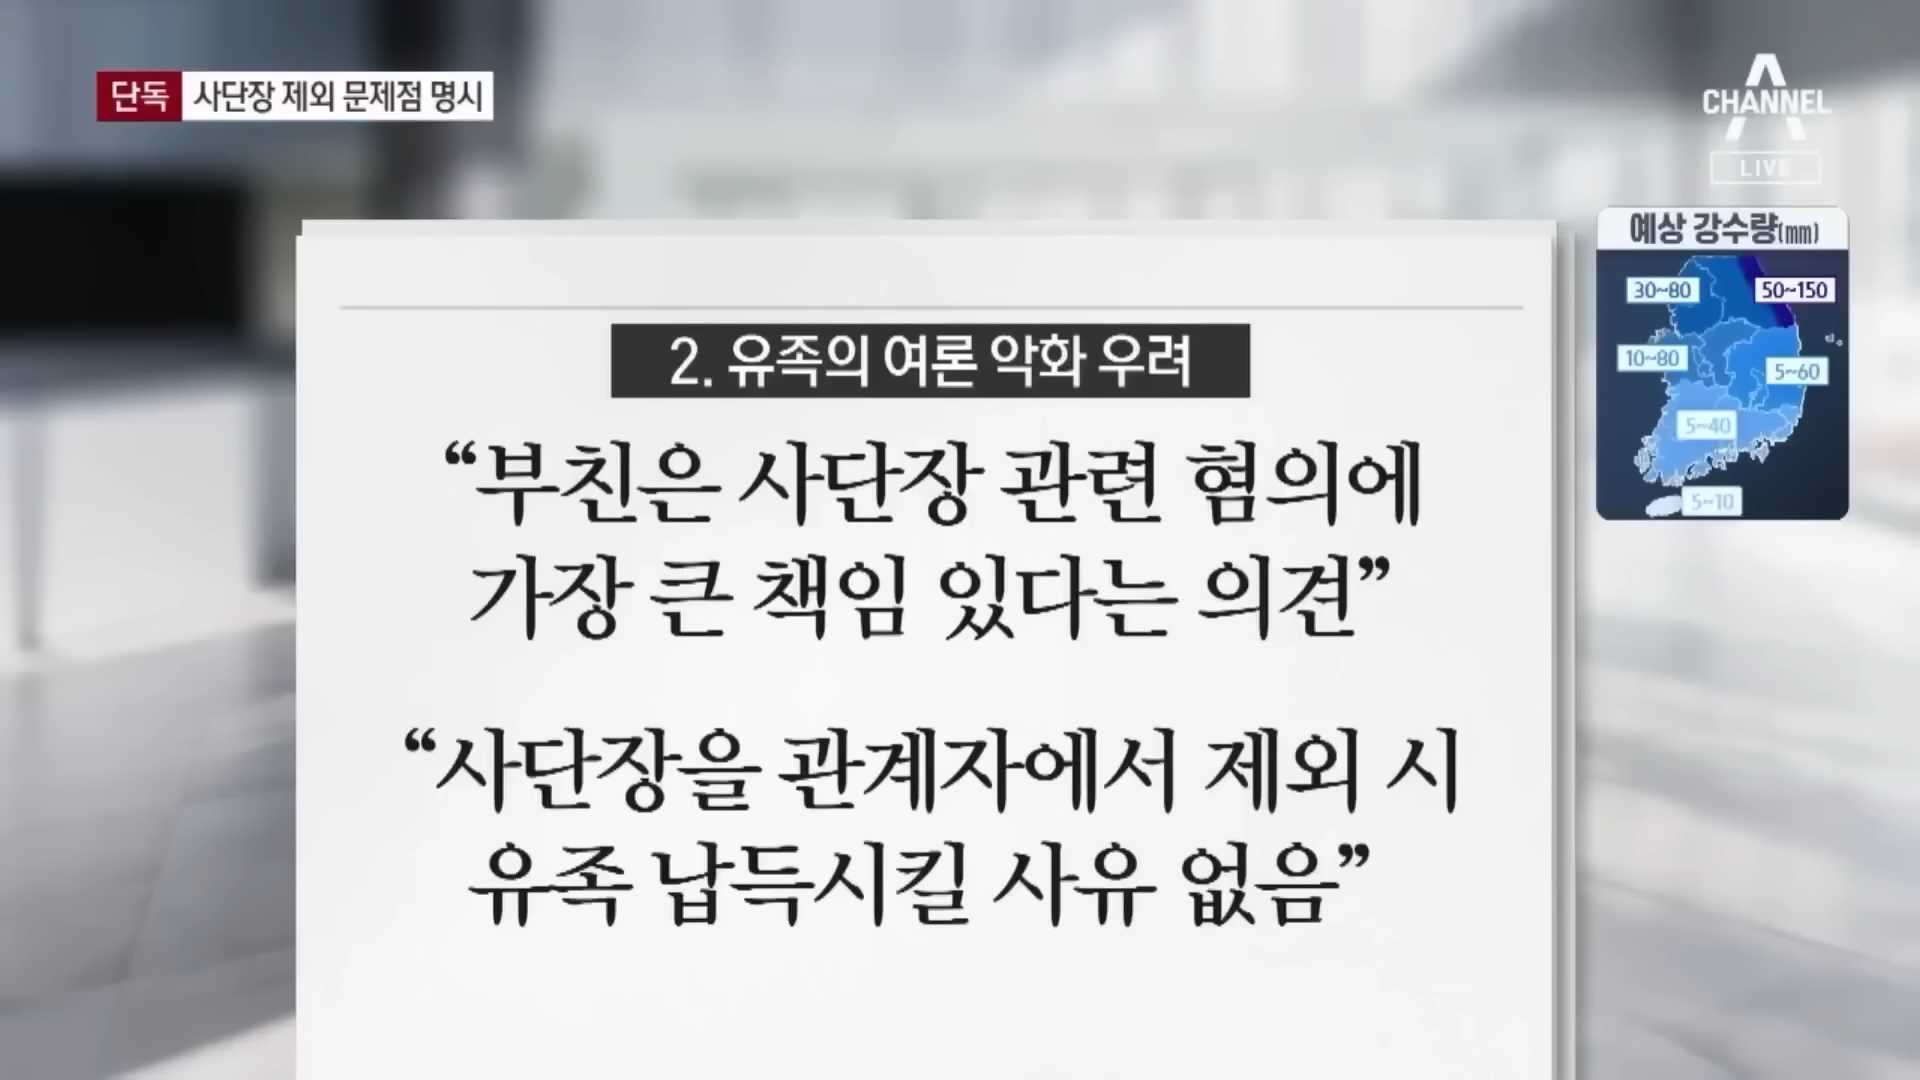 단독 사단장 제외 문제점 명시
CHANNEL A
LIVE
예상 강수량(㎜)
30~80
50~150
10~80
5~60
5~40
5~10
2. 유족의 여론 악화 우려
“부친은 사단장 관련 혐의에
가장 큰 책임 있다는 의견”
“사단장을 관계자에서 제외 시
유족 납득시킬 사유 없음”